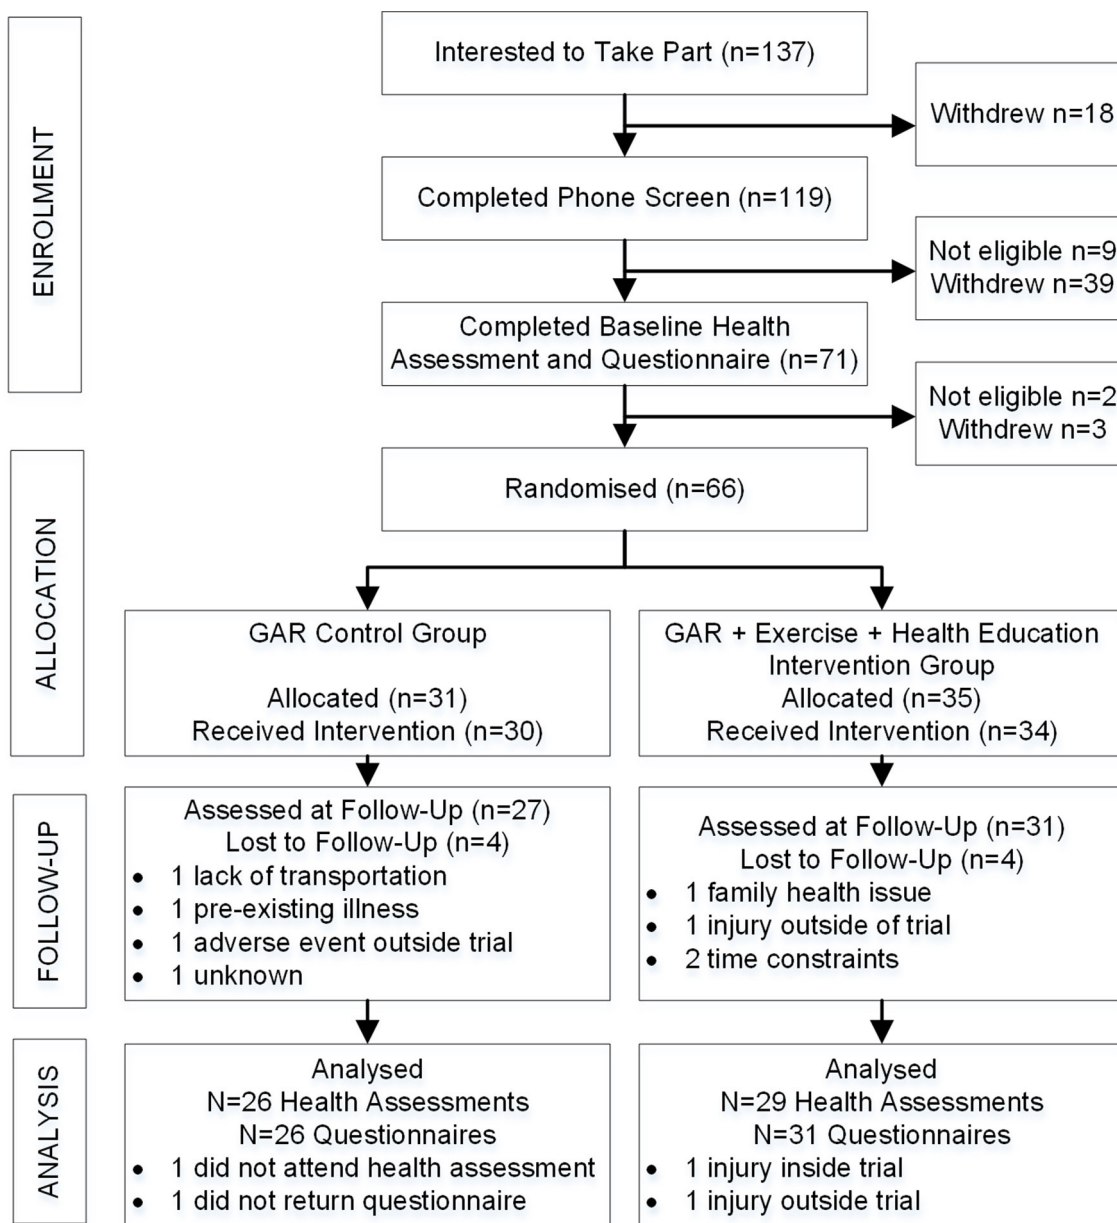 ENROLMENT
Interested to Take Part (n=137)
Withdrew n=18
Completed Phone Screen (n=119)
Not eligible n=9
Withdrew n=39
Completed Baseline Health
Assessment and Questionnaire (n=71)
Not eligible n=2
Withdrew n=3
ALLOCATION
Randomised (n=66)
GAR Control Group
Allocated (n=31)
Received Intervention (n=30)
GAR + Exercise + Health Education
Intervention Group
Allocated (n=35)
Received Intervention (n=34)
FOLLOW-UP
Assessed at Follow-Up (n=27)
Lost to Follow-Up (n=4)
• 1 lack of transportation
• 1 pre-existing illness
• 1 adverse event outside trial
• 1 unknown
Assessed at Follow-Up (n=31)
Lost to Follow-Up (n=4)
• 1 family health issue
• 1 injury outside of trial
• 2 time constraints
ANALYSIS
Analysed
N=26 Health Assessments
N=26 Questionnaires
• 1 did not attend health assessment
• 1 did not return questionnaire
Analysed
N=29 Health Assessments
N=31 Questionnaires
• 1 injury inside trial
• 1 injury outside trial